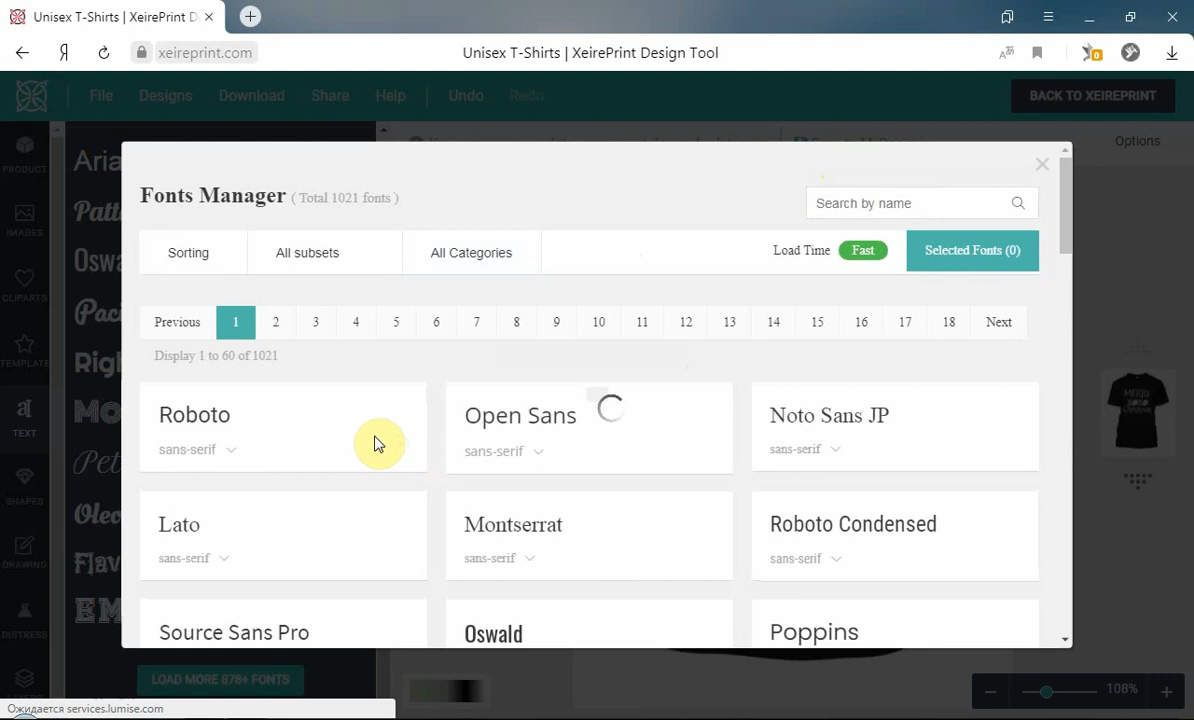 Unisex T-Shirts | XeirePrint D
xeireprint.com
Unisex T-Shirts | XeirePrint Design Tool
0
File
Designs
Download
Share
Help
Undo
Redo
BACK TO XEIREPRINT
PRODUCT
IMAGES
CLIPARTS
TEMPLATE
TEXT
SHAPES
DRAWING
DISTRESS
LAYERS
Options
Fonts Manager ( Total 1021 fonts )
Search by name
Sorting
All subsets
All Categories
Load Time
Fast
Selected Fonts (0)
Previous 1 2 3 4 5 6 7 8 9 10 11 12 13 14 15 16 17 18 Next
Display 1 to 60 of 1021
Roboto
sans-serif
Open Sans
sans-serif
Noto Sans JP
sans-serif
Lato
sans-serif
Montserrat
sans-serif
Roboto Condensed
sans-serif
Source Sans Pro
Oswald
Poppins
LOAD MORE 878+ FONTS
108%
Ожидается services.lumise.com